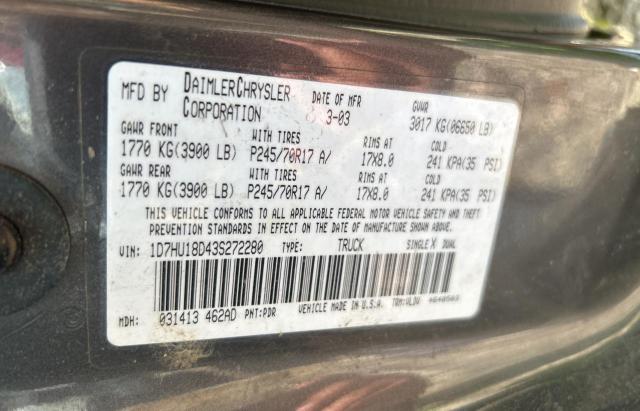 MFD BY DAIMLERCHRYSLER CORPORATION DATE OF MFR 3-03 GVWR 3017 KG(06650 LB)
GAWR FRONT WITH TIRES RIMS AT COLD
1770 KG(3900 LB) P245/70R17 A/ 17X8.0 241 KPA(35 PSI)
GAWR REAR WITH TIRES RIMS AT COLD
1770 KG(3900 LB) P245/70R17 A/ 17X8.0 241 KPA(35 PSI)
THIS VEHICLE CONFORMS TO ALL APPLICABLE FEDERAL MOTOR VEHICLE SAFETY AND THEFT
PREVENTION STANDARDS IN EFFECT ON THE DATE OF MANUFACTURE SHOWN ABOVE.
VIN: 1D7HU18D43S272280 TYPE: TRUCK SINGLE X DUAL
MDH: 031413 462AD PNT:PDR VEHICLE MADE IN U.S.A. TRM:VLDV